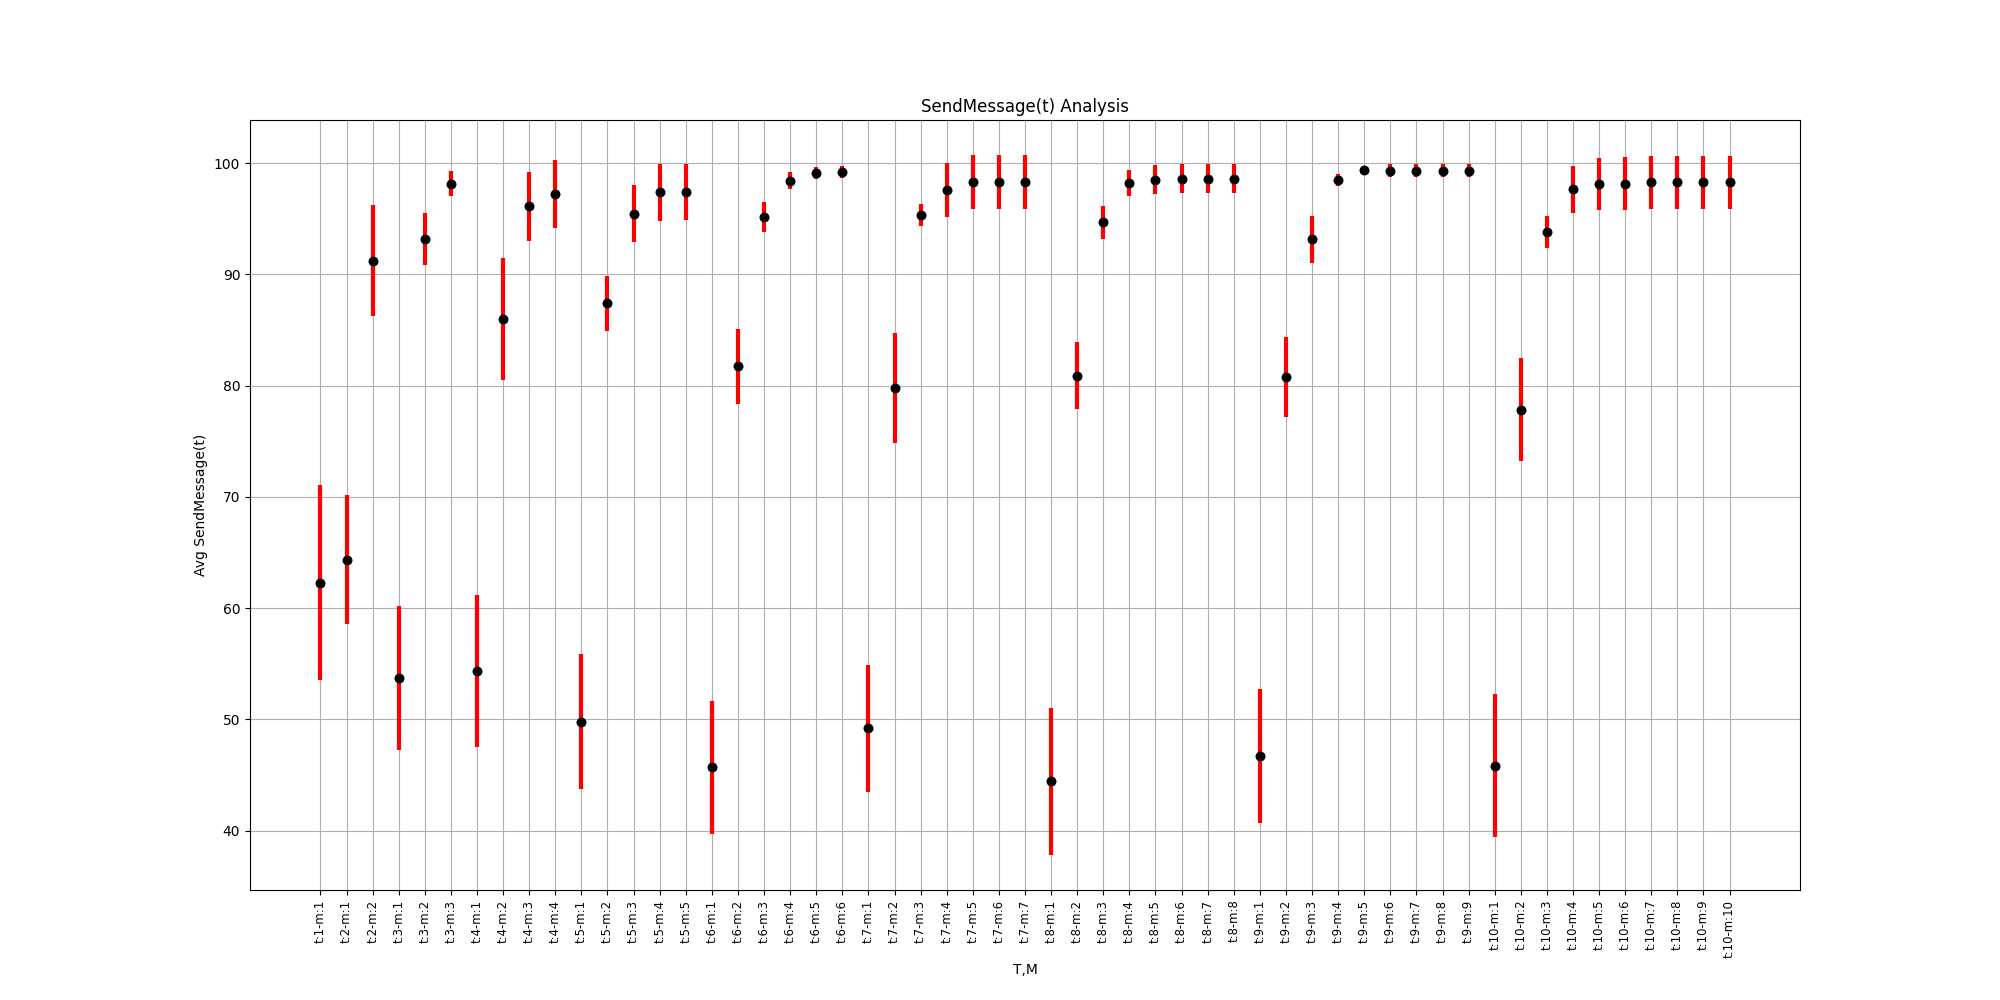 SendMessage(t) Analysis
100
90
80
70
60
50
40
Avg SendMessage(t)
t:1-m:1
t:2-m:1
t:2-m:2
t:3-m:1
t:3-m:2
t:3-m:3
t:4-m:1
t:4-m:2
t:4-m:3
t:4-m:4
t:5-m:1
t:5-m:2
t:5-m:3
t:5-m:4
t:5-m:5
t:6-m:1
t:6-m:2
t:6-m:3
t:6-m:4
t:6-m:5
t:6-m:6
t:7-m:1
t:7-m:2
t:7-m:3
t:7-m:4
t:7-m:5
t:7-m:6
t:7-m:7
t:8-m:1
t:8-m:2
t:8-m:3
t:8-m:4
t:8-m:5
t:8-m:6
t:8-m:7
t:8-m:8
t:9-m:1
t:9-m:2
t:9-m:3
t:9-m:4
t:9-m:5
t:9-m:6
t:9-m:7
t:9-m:8
t:9-m:9
t:10-m:1
t:10-m:2
t:10-m:3
t:10-m:4
t:10-m:5
t:10-m:6
t:10-m:7
t:10-m:8
t:10-m:9
t:10-m:10
T,M